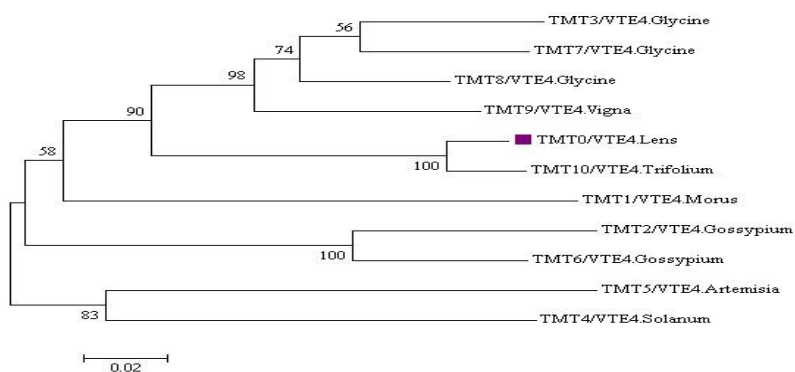 TMT3/VTE4.Glycine
56
TMT7/VTE4.Glycine
74
TMT8/VTE4.Glycine
98
TMT9/VTE4.Vigna
90
TMT0/VTE4.Lens
58
100
TMT10/VTE4.Trifolium
TMT1/VTE4.Morus
TMT2/VTE4.Gossypium
100
TMT6/VTE4.Gossypium
TMT5/VTE4.Artemisia
83
TMT4/VTE4.Solanum
0.02